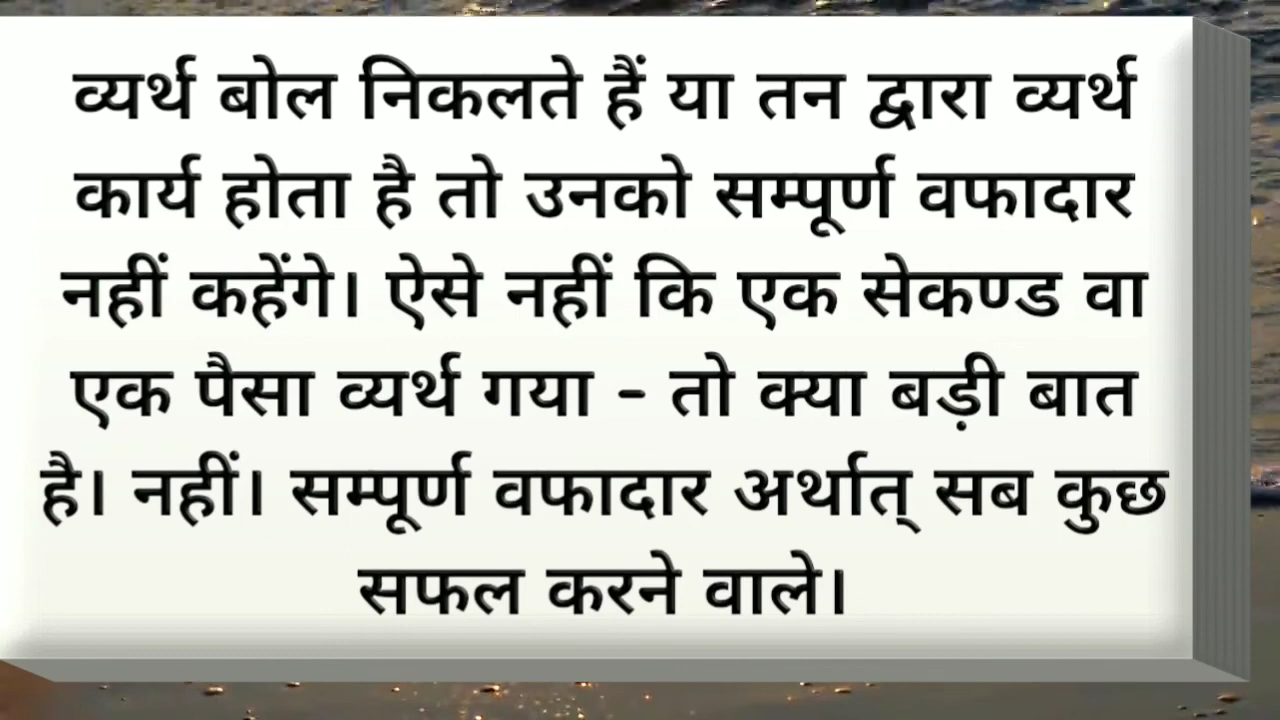 व्यर्थ बोल निकलते हैं या तन द्वारा व्यर्थ
कार्य होता है तो उनको सम्पूर्ण वफादार
नहीं कहेंगे। ऐसे नहीं कि एक सेकण्ड वा
एक पैसा व्यर्थ गया - तो क्या बड़ी बात
है। नहीं। सम्पूर्ण वफादार अर्थात् सब कुछ
सफल करने वाले।